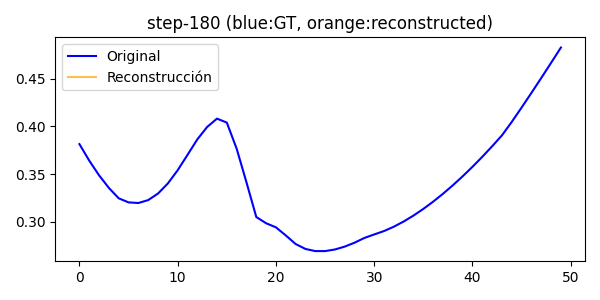 step-180 (blue:GT, orange:reconstructed)
Original
Reconstrucción
0.45
0.40
0.35
0.30
0 10 20 30 40 50